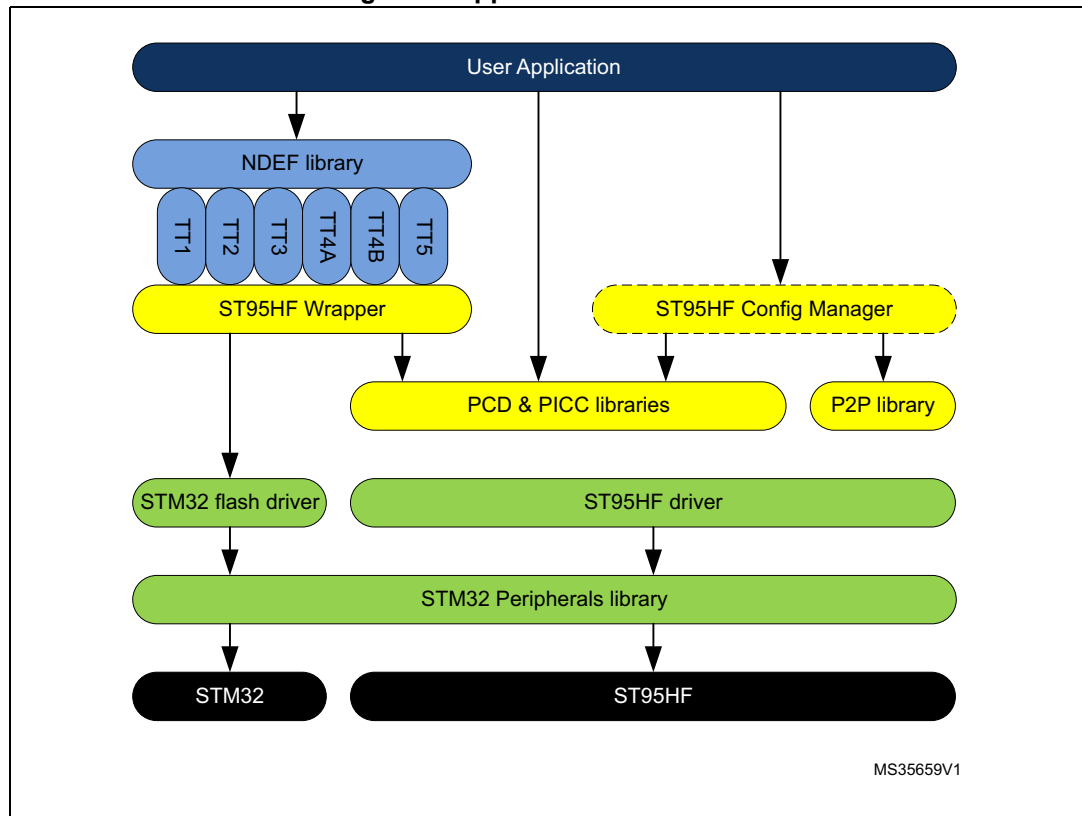 User Application
NDEF library
TT1
TT2
TT3
TT4A
TT4B
TT5
ST95HF Wrapper
ST95HF Config Manager
PCD & PICC libraries
P2P library
STM32 flash driver
ST95HF driver
STM32 Peripherals library
STM32
ST95HF
MS35659V1